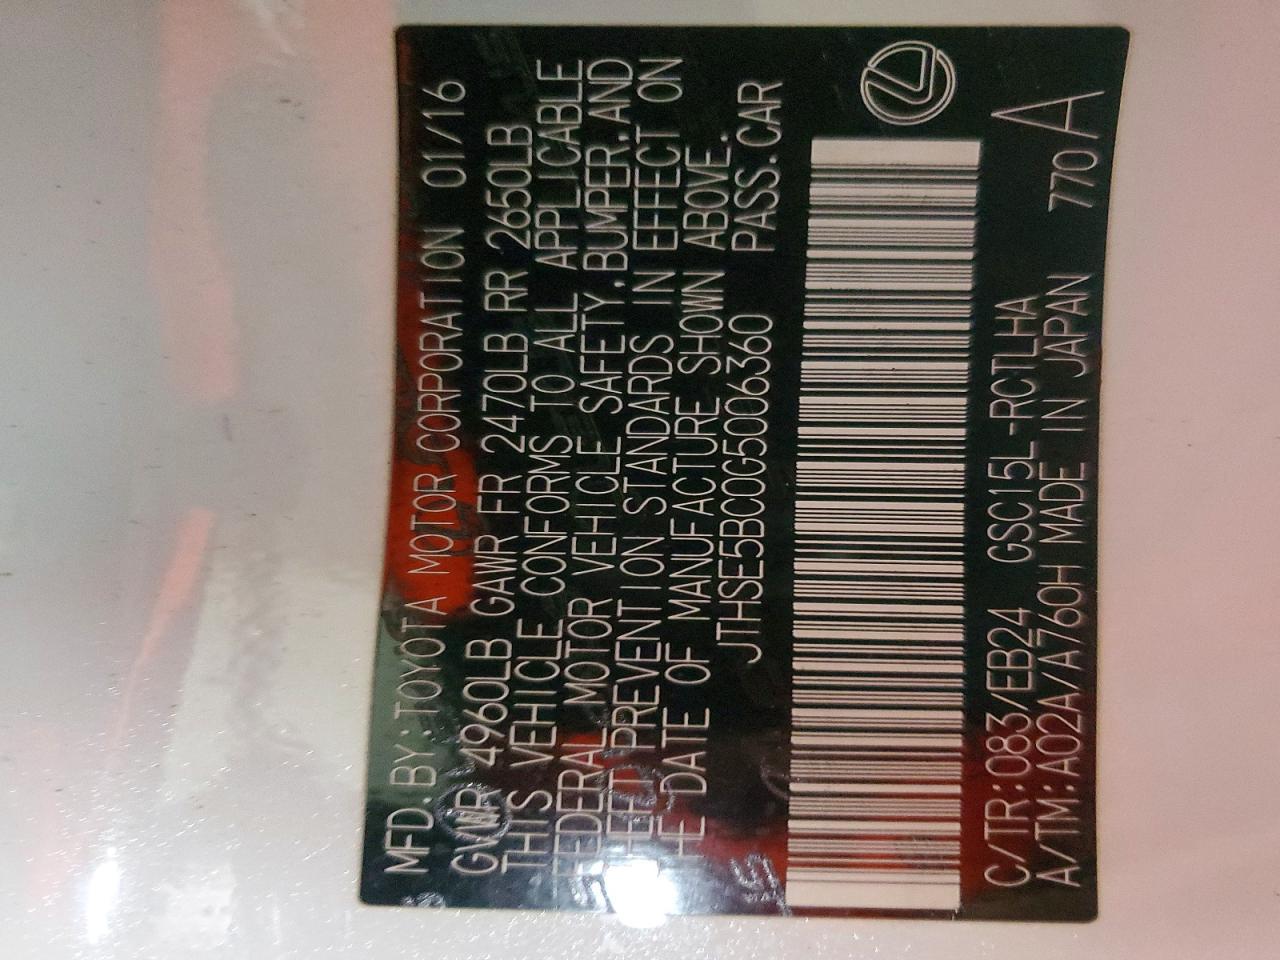 MFD. BY: TOYOTA MOTOR CORPORATION 01/16
GVWR 4960LB GAWR FR 2470LB RR 2650LB
THIS VEHICLE CONFORMS TO ALL APPLICABLE
FEDERAL MOTOR VEHICLE SAFETY, BUMPER, AND
THEFT PREVENTION STANDARDS IN EFFECT ON
THE DATE OF MANUFACTURE SHOWN ABOVE.
JTHSE5BC0G5006360 PASS. CAR
C/TR: 083/EB24 GSC15L-RCTLHA
A/TM: A02A/A760H MADE IN JAPAN 770 A